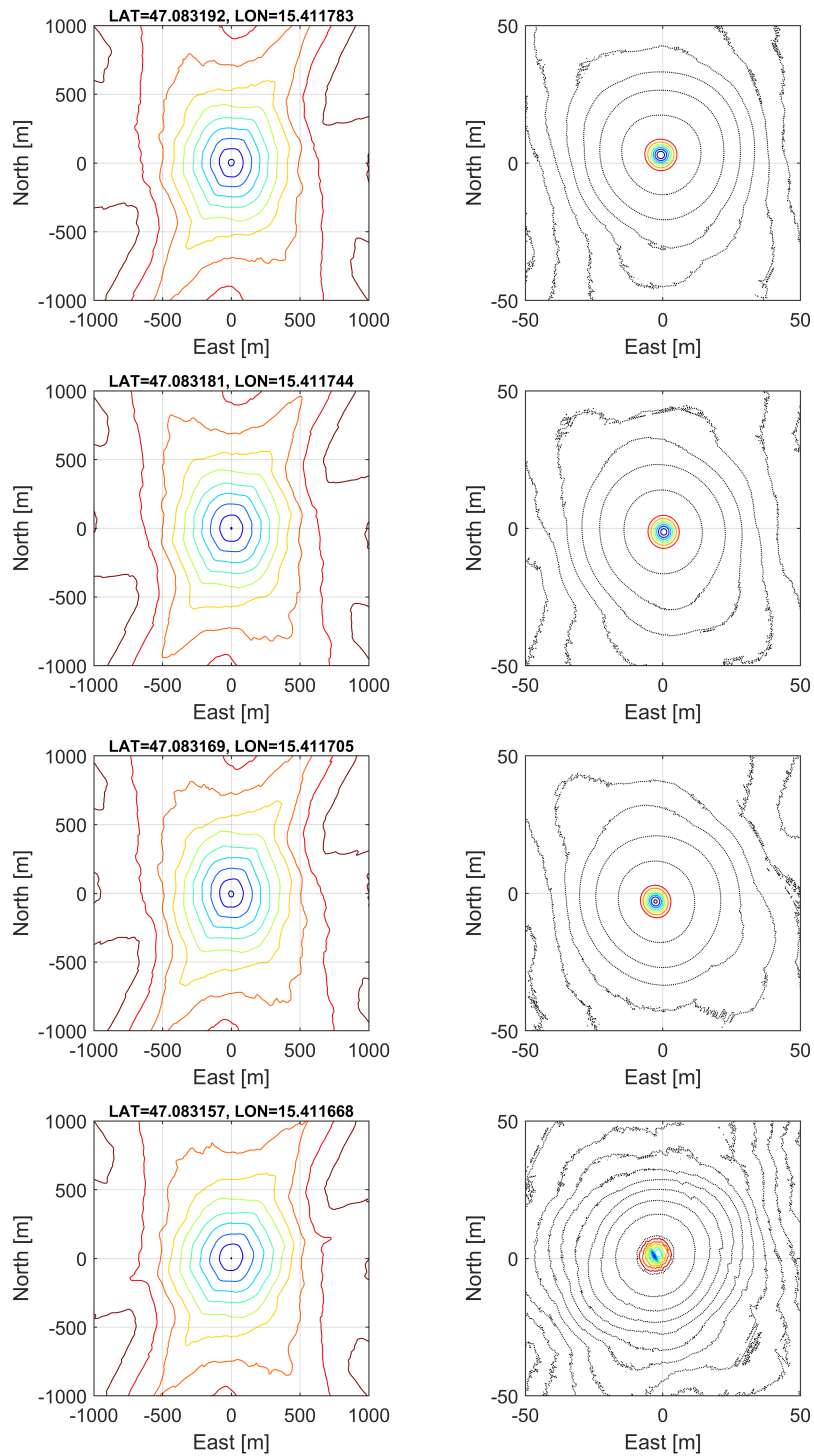 LAT=47.083192, LON=15.411783
1000
500
0
-500
-1000
North [m]
-1000 -500 0 500 1000
East [m]
50
0
-50
North [m]
-50 0 50
East [m]
LAT=47.083181, LON=15.411744
1000
500
0
-500
-1000
North [m]
-1000 -500 0 500 1000
East [m]
50
0
-50
North [m]
-50 0 50
East [m]
LAT=47.083169, LON=15.411705
1000
500
0
-500
-1000
North [m]
-1000 -500 0 500 1000
East [m]
50
0
-50
North [m]
-50 0 50
East [m]
LAT=47.083157, LON=15.411668
1000
500
0
-500
-1000
North [m]
-1000 -500 0 500 1000
East [m]
50
0
-50
North [m]
-50 0 50
East [m]